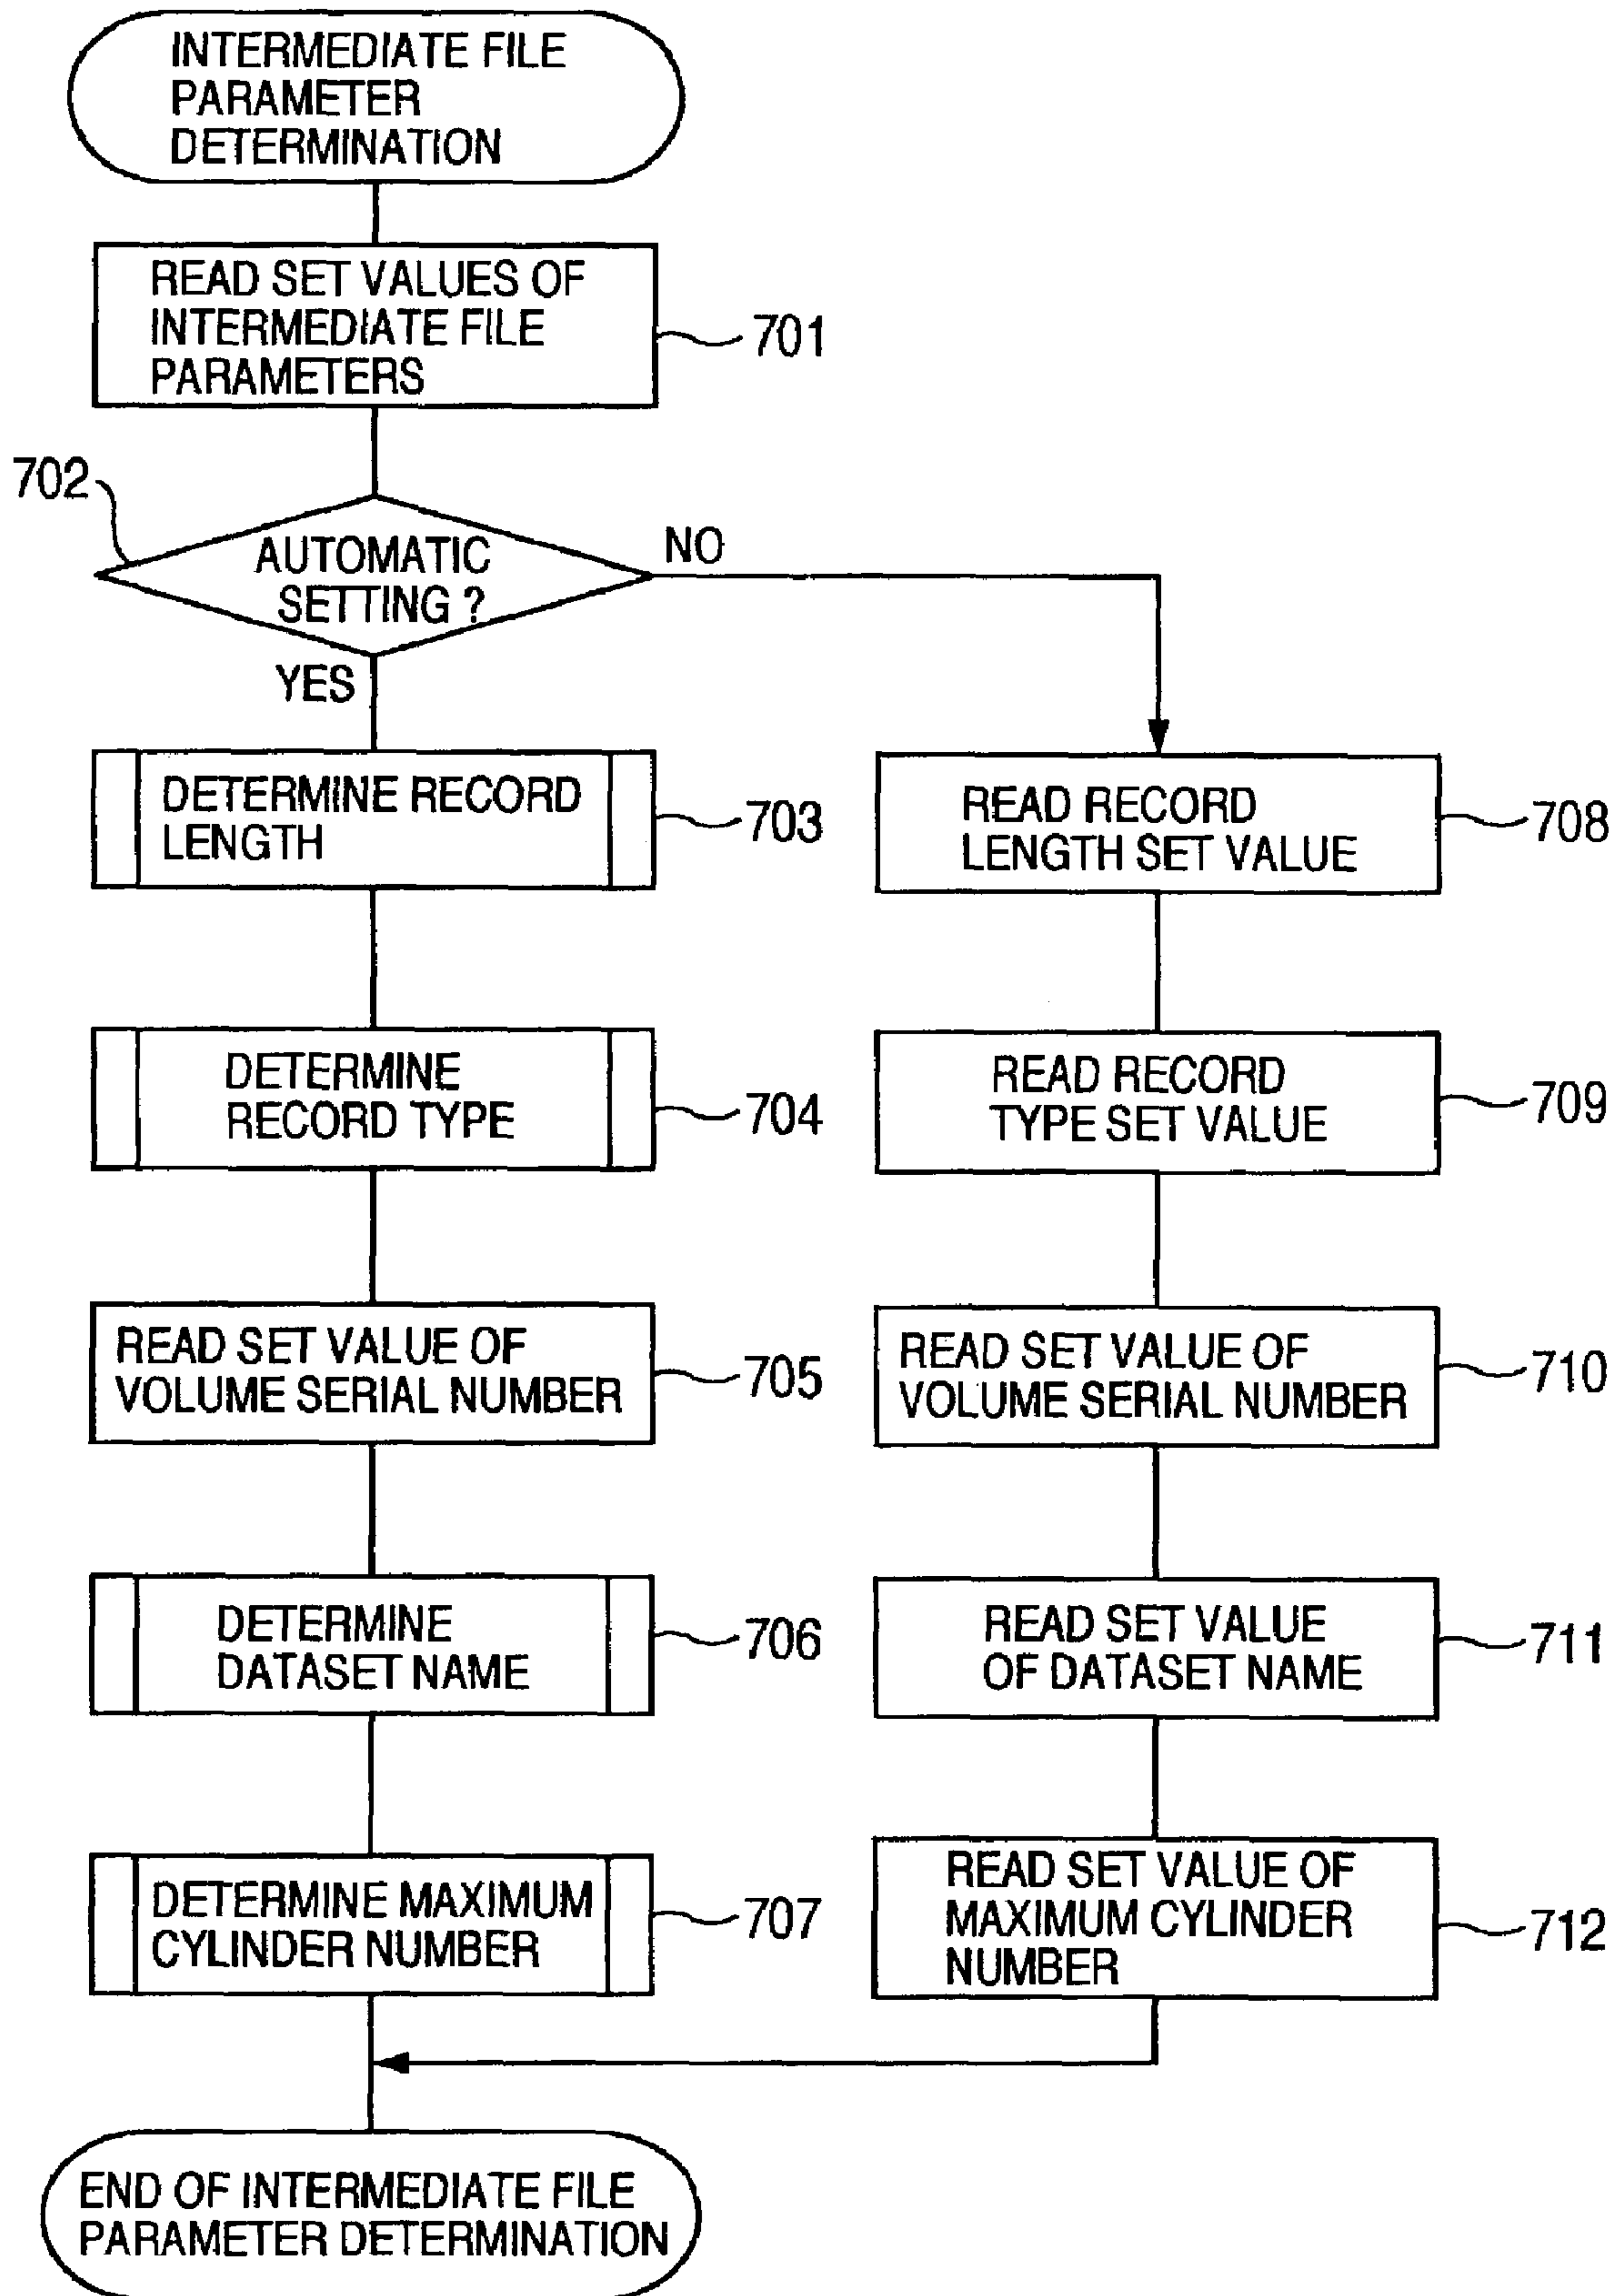 INTERMEDIATE FILE
PARAMETER
DETERMINATION
READ SET VALUES OF
INTERMEDIATE FILE
PARAMETERS
701
702
AUTOMATIC
SETTING ?
NO
YES
DETERMINE RECORD
LENGTH
703
READ RECORD
LENGTH SET VALUE
708
DETERMINE
RECORD TYPE
704
READ RECORD
TYPE SET VALUE
709
READ SET VALUE OF
VOLUME SERIAL NUMBER
705
READ SET VALUE OF
VOLUME SERIAL NUMBER
710
DETERMINE
DATASET NAME
706
READ SET VALUE
OF DATASET NAME
711
DETERMINE MAXIMUM
CYLINDER NUMBER
707
READ SET VALUE OF
MAXIMUM CYLINDER
NUMBER
712
END OF INTERMEDIATE FILE
PARAMETER DETERMINATION